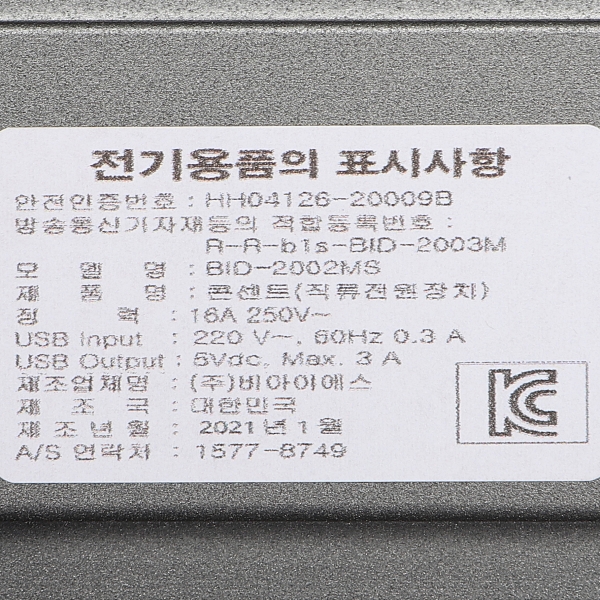 전기용품의 표시사항
안전인증번호 : HH04126-20009B
방송통신기자재등의 적합등록번호 :
R-R-b1s-BID-2003M
모 델 명 : BID-2002MS
제 품 명 : 콘센트(직류전원장치)
정 격 : 16A 250V~
USB Input : 220 V~, 60Hz 0.3 A
USB Output : 5Vdc, Max. 3 A
제조업체명 : (주)비아이에스
제 조 국 : 대한민국
제 조 년 월 : 2021년 1월
A/S 연락처 : 1577-8749
KC